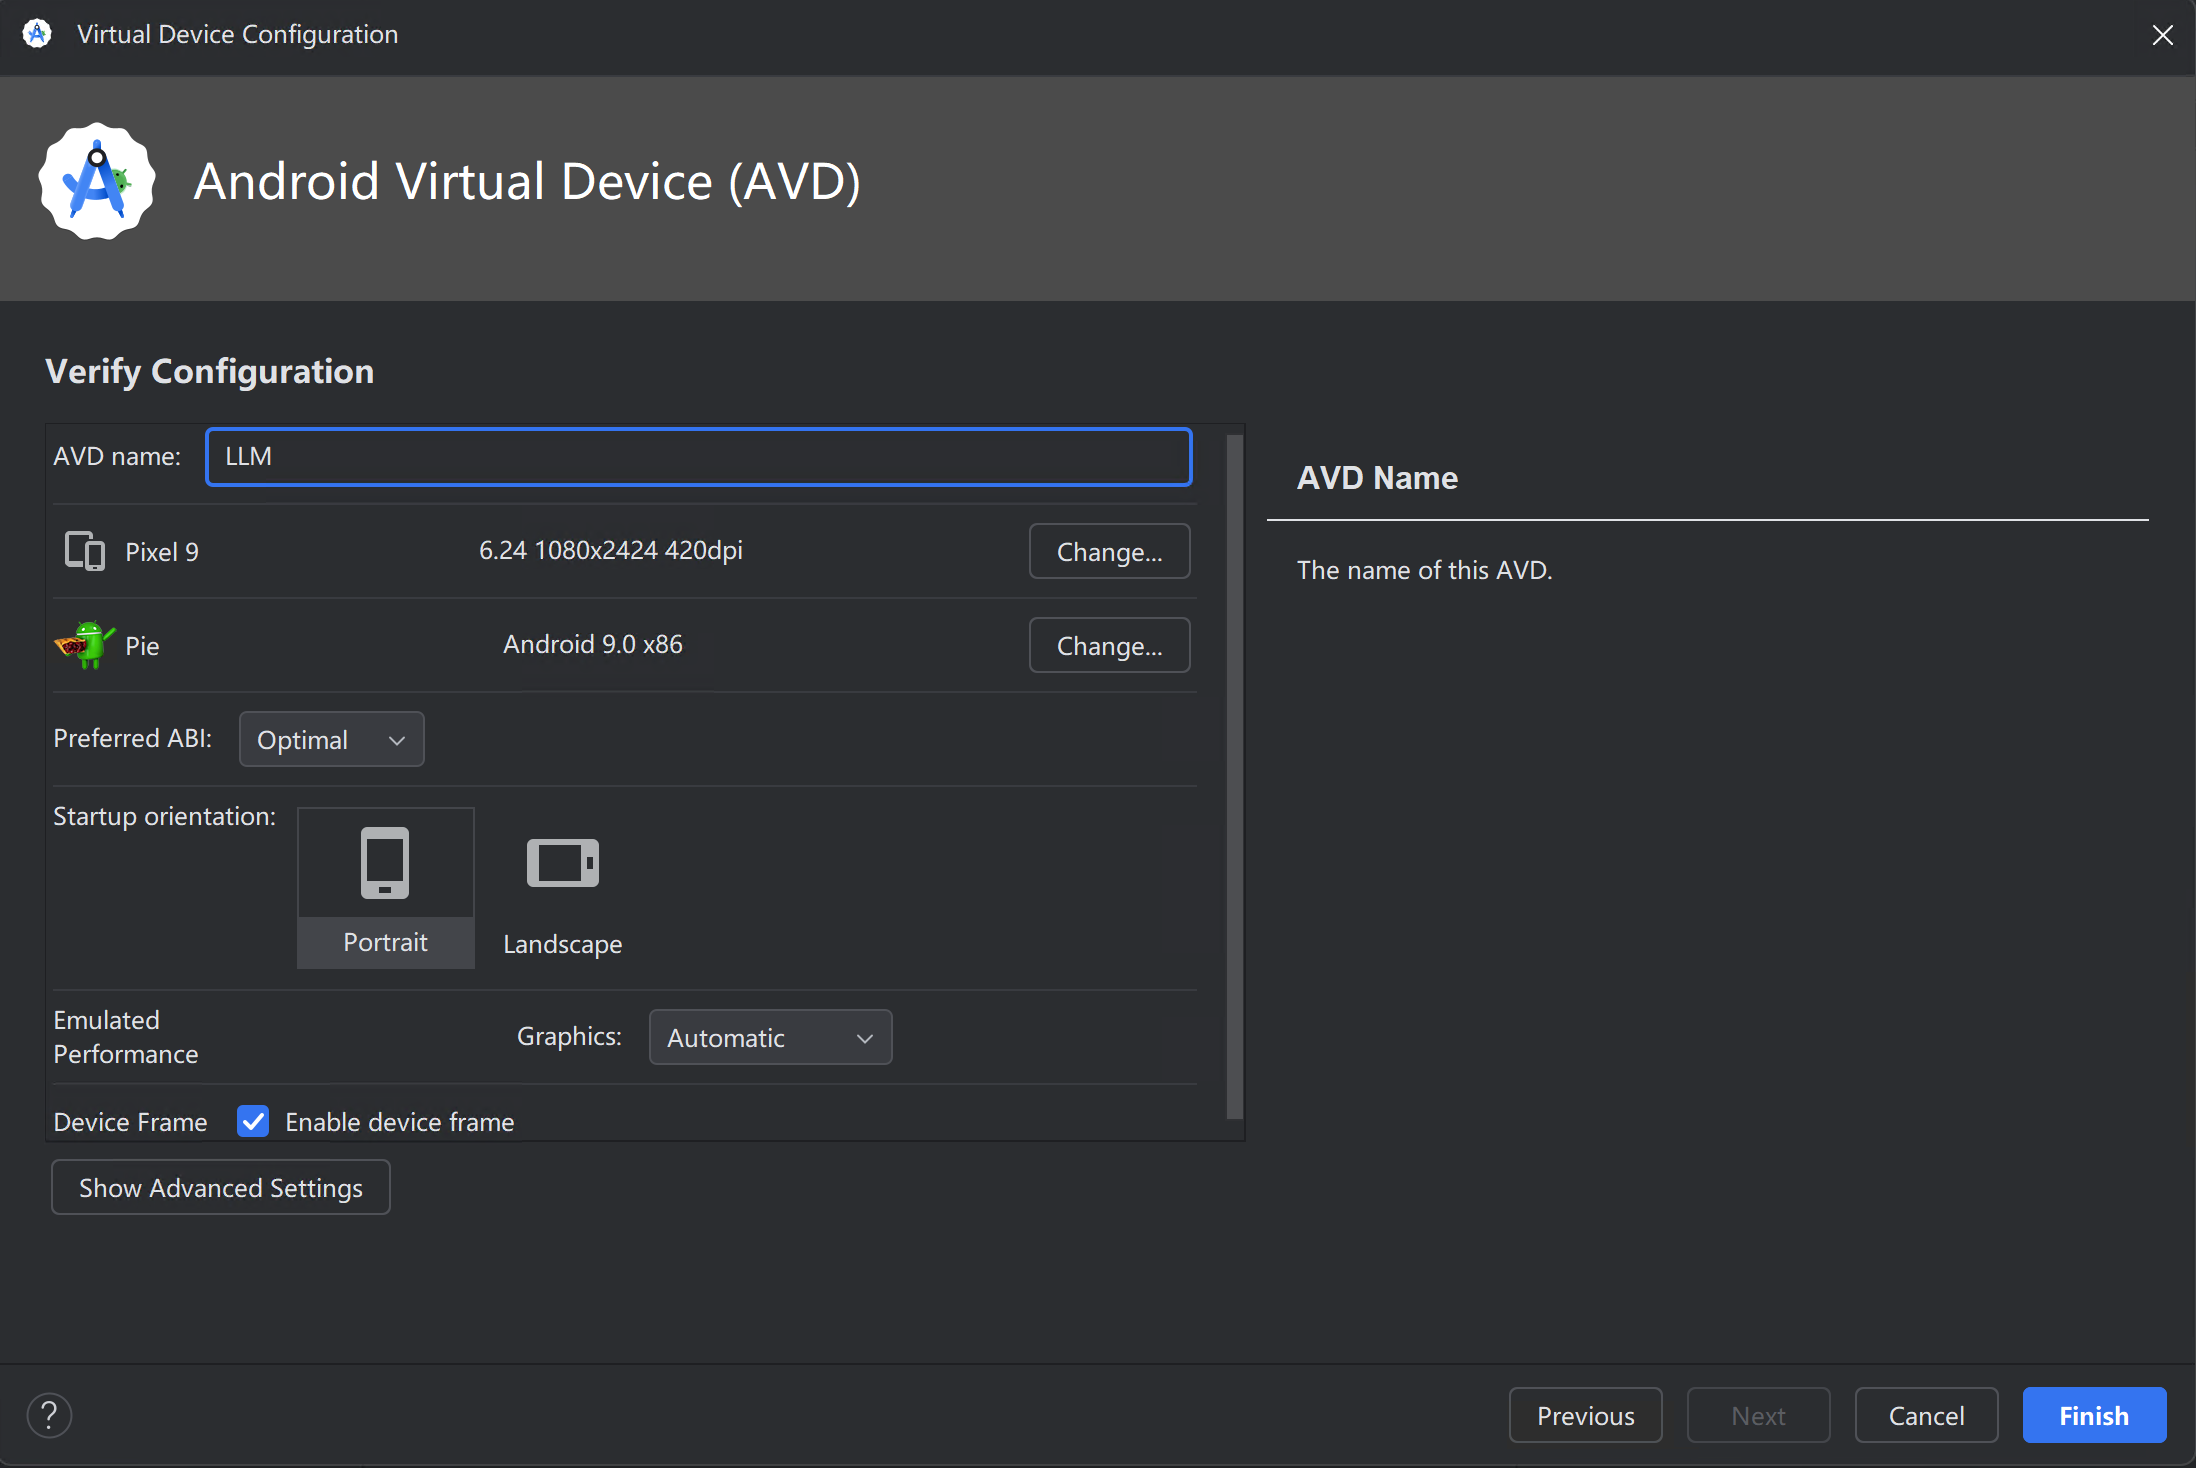 Virtual Device Configuration
Android Virtual Device (AVD)
Verify Configuration
AVD name: LLM
Pixel 9 6.24 1080x2424 420dpi Change...
Pie Android 9.0 x86 Change...
Preferred ABI: Optimal
Startup orientation:
Portrait
Landscape
Emulated
Performance
Graphics: Automatic
Device Frame Enable device frame
Show Advanced Settings
AVD Name
The name of this AVD.
?
Previous
Next
Cancel
Finish